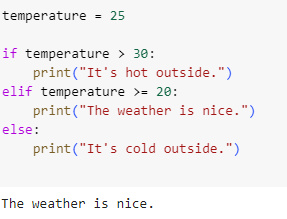 temperature = 25

if temperature > 30:
    print("It's hot outside.")
elif temperature >= 20:
    print("The weather is nice.")
else:
    print("It's cold outside.")

The weather is nice.